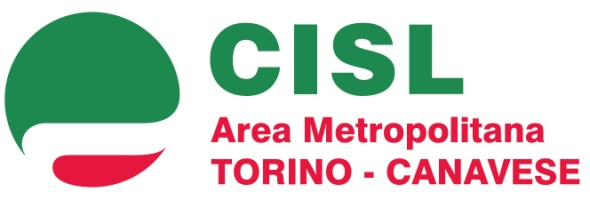 CISL
Area Metropolitana
TORINO - CANAVESE